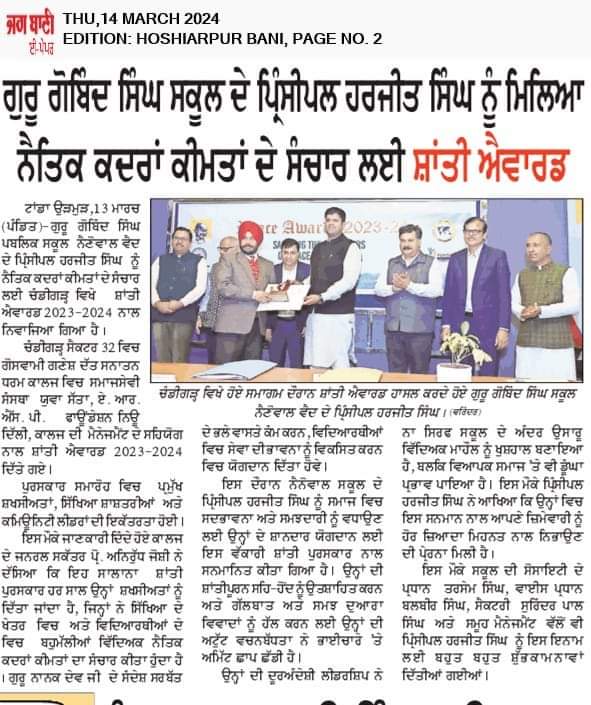 ਜਗ ਬਾਣੀ
ਈ-ਪੇਪਰ
THU,14 MARCH 2024
EDITION: HOSHIARPUR BANI, PAGE NO. 2
ਗੁਰੂ ਗੋਬਿੰਦ ਸਿੰਘ ਸਕੂਲ ਦੇ ਪ੍ਰਿੰਸੀਪਲ ਹਰਜੀਤ ਸਿੰਘ ਨੂੰ ਮਿਲਿਆ
ਨੈਤਿਕ ਕਦਰਾਂ ਕੀਮਤਾਂ ਦੇ ਸੰਚਾਰ ਲਈ ਸ਼ਾਂਤੀ ਐਵਾਰਡ
ਟਾਂਡਾ ਉੜਮੁੜ,13 ਮਾਰਚ
(ਪੰਡਿਤ)-ਗੁਰੂ ਗੋਬਿੰਦ ਸਿੰਘ
ਪਬਲਿਕ ਸਕੂਲ ਨੈਣੋਵਾਲ ਵੈਦ
ਦੇ ਪ੍ਰਿੰਸੀਪਲ ਹਰਜੀਤ ਸਿੰਘ ਨੂੰ
ਨੈਤਿਕ ਕਦਰਾਂ ਕੀਮਤਾਂ ਦੇ ਸੰਚਾਰ
ਲਈ ਚੰਡੀਗੜ੍ਹ ਵਿਖੇ ਸ਼ਾਂਤੀ
ਐਵਾਰਡ 2023-2024 ਨਾਲ
ਨਿਵਾਜਿਆ ਗਿਆ ਹੈ।
ਚੰਡੀਗੜ੍ਹ ਸੈਕਟਰ 32 ਵਿਚ
ਗੋਸਵਾਮੀ ਗਣੇਸ਼ ਦੱਤ ਸਨਾਤਨ
ਧਰਮ ਕਾਲਜ ਵਿਚ ਸਮਾਜਸੇਵੀ
ਸੰਸਥਾ ਯੁਵਾ ਸੱਤਾ, ਏ. ਆਰ.
ਐੱਸ.ਪੀ. ਫਾਊਂਡੇਸ਼ਨ ਨਿਊ
ਦਿੱਲੀ, ਕਾਲਜ ਦੀ ਮੈਨੇਜਮੈਂਟ ਦੇ ਸਹਿਯੋਗ
ਨਾਲ ਸ਼ਾਂਤੀ ਐਵਾਰਡ 2023-2024
ਦਿੱਤੇ ਗਏ।
ਪੁਰਸਕਾਰ ਸਮਾਰੋਹ ਵਿਚ ਪ੍ਰਮੁੱਖ
ਸ਼ਖਸੀਅਤਾਂ, ਸਿੱਖਿਆ ਸ਼ਾਸ਼ਤਰੀਆਂ ਅਤੇ
ਕਮਿਊਨਿਟੀ ਲੀਡਰਾਂ ਦੀ ਇਕੱਤਰਤਾ ਹੋਈ।
ਇਸ ਮੌਕੇ ਜਾਣਕਾਰੀ ਦਿੰਦੇ ਹੋਏ ਕਾਲਜ
ਦੇ ਜਨਰਲ ਸਕੱਤਰ ਪ੍ਰੋ. ਅਨਿਰੁੱਧ ਜੋਸ਼ੀ ਨੇ
ਦੱਸਿਆ ਕਿ ਇਹ ਸਾਲਾਨਾ ਸ਼ਾਂਤੀ
ਪੁਰਸਕਾਰ ਹਰ ਸਾਲ ਉਨ੍ਹਾਂ ਸ਼ਖਸੀਅਤਾਂ ਨੂੰ
ਦਿੱਤਾ ਜਾਂਦਾ ਹੈ, ਜਿਨ੍ਹਾਂ ਨੇ ਸਿੱਖਿਆ ਦੇ
ਖੇਤਰ ਵਿਚ ਅਤੇ ਵਿਦਿਆਰਥੀਆਂ ਦੇ
ਵਿਚ ਬਹੁਮੁੱਲੀਆਂ ਵਿੱਦਿਅਕ ਨੈਤਿਕ
ਕਦਰਾਂ ਕੀਮਤਾਂ ਦਾ ਸੰਚਾਰ ਕੀਤਾ ਹੁੰਦਾ ਹੈ
। ਗੁਰੂ ਨਾਨਕ ਦੇਵ ਜੀ ਦੇ ਸੰਦੇਸ਼ ਸਰਬੱਤ
Peace Award 2023-2
ਚੰਡੀਗੜ੍ਹ ਵਿਖੇ ਹੋਏ ਸਮਾਗਮ ਦੌਰਾਨ ਸ਼ਾਂਤੀ ਐਵਾਰਡ ਹਾਸਲ ਕਰਦੇ ਹੋਏ ਗੁਰੂ ਗੋਬਿੰਦ ਸਿੰਘ ਸਕੂਲ
ਨੈਣੋਵਾਲ ਵੈਦ ਦੇ ਪ੍ਰਿੰਸੀਪਲ ਹਰਜੀਤ ਸਿੰਘ। (ਵਰਿੰਦਰ)
ਦੇ ਭਲੇ ਵਾਸਤੇ ਕੰਮ ਕਰਨ, ਵਿਦਿਆਰਥੀਆਂ
ਵਿਚ ਸੇਵਾ ਦੀ ਭਾਵਨਾ ਨੂੰ ਵਿਕਸਿਤ ਕਰਨ
ਵਿਚ ਯੋਗਦਾਨ ਦਿੱਤਾ ਹੋਵੇ।
ਇਸ ਦੌਰਾਨ ਨੈਨੋਵਾਲ ਸਕੂਲ ਦੇ
ਪ੍ਰਿੰਸੀਪਲ ਹਰਜੀਤ ਸਿੰਘ ਨੂੰ ਸਮਾਜ ਵਿਚ
ਸਦਭਾਵਨਾ ਅਤੇ ਸਮਝਦਾਰੀ ਨੂੰ ਵਧਾਉਣ
ਲਈ ਉਨ੍ਹਾਂ ਦੇ ਸ਼ਾਨਦਾਰ ਯੋਗਦਾਨ ਲਈ
ਇਸ ਵੱਕਾਰੀ ਸ਼ਾਂਤੀ ਪੁਰਸਕਾਰ ਨਾਲ
ਸਨਮਾਨਿਤ ਕੀਤਾ ਗਿਆ ਹੈ। ਉਨ੍ਹਾਂ ਦੀ
ਸ਼ਾਂਤੀਪੂਰਨ ਸਹਿ-ਹੋਂਦ ਨੂੰ ਉਤਸ਼ਾਹਿਤ ਕਰਨ
ਅਤੇ ਗੱਲਬਾਤ ਅਤੇ ਸਮਝ ਦੁਆਰਾ
ਵਿਵਾਦਾਂ ਨੂੰ ਹੱਲ ਕਰਨ ਲਈ ਉਨ੍ਹਾਂ ਦੀ
ਅਟੁੱਟ ਵਚਨਬੱਧਤਾ ਨੇ ਭਾਈਚਾਰੇ 'ਤੇ
ਅਮਿੱਟ ਛਾਪ ਛੱਡੀ ਹੈ।
ਉਨ੍ਹਾਂ ਦੀ ਦੂਰਅੰਦੇਸ਼ੀ ਲੀਡਰਸ਼ਿਪ ਨੇ
ਨਾ ਸਿਰਫ ਸਕੂਲ ਦੇ ਅੰਦਰ ਉਸਾਰੂ
ਵਿੱਦਿਅਕ ਮਾਹੌਲ ਨੂੰ ਖੁਸ਼ਹਾਲ ਬਣਾਇਆ
ਹੈ, ਬਲਕਿ ਵਿਆਪਕ ਸਮਾਜ 'ਤੇ ਵੀ ਡੂੰਘਾ
ਪ੍ਰਭਾਵ ਪਾਇਆ ਹੈ। ਇਸ ਮੌਕੇ ਪ੍ਰਿੰਸੀਪਲ
ਹਰਜੀਤ ਸਿੰਘ ਨੇ ਆਖਿਆ ਕਿ ਉਨ੍ਹਾਂ ਵਿਚ
ਇਸ ਸਨਮਾਨ ਨਾਲ ਆਪਣੇ ਜ਼ਿਮੇਵਾਰੀ ਨੂੰ
ਹੋਰ ਜ਼ਿਆਦਾ ਮਿਹਨਤ ਨਾਲ ਨਿਭਾਉਣ
ਦੀ ਪ੍ਰੇਰਨਾ ਮਿਲੀ ਹੈ।
ਇਸ ਮੌਕੇ ਸਕੂਲ ਦੀ ਸੋਸਾਇਟੀ ਦੇ
ਪ੍ਰਧਾਨ ਤਰਸੇਮ ਸਿੰਘ, ਵਾਈਸ ਪ੍ਰਧਾਨ
ਬਲਬੀਰ ਸਿੰਘ, ਸੈਕਟਰੀ ਸੁਰਿੰਦਰ ਪਾਲ
ਸਿੰਘ ਅਤੇ ਸਮੂਹ ਮੈਨੇਜਮੈਂਟ ਵੱਲੋਂ ਵੀ
ਪ੍ਰਿੰਸੀਪਲ ਹਰਜੀਤ ਸਿੰਘ ਨੂੰ ਇਸ ਇਨਾਮ
ਲਈ ਬਹੁਤ ਬਹੁਤ ਸ਼ੁੱਭਕਾਮਨਾਵਾਂ
ਦਿੱਤੀਆਂ ਗਈਆਂ।